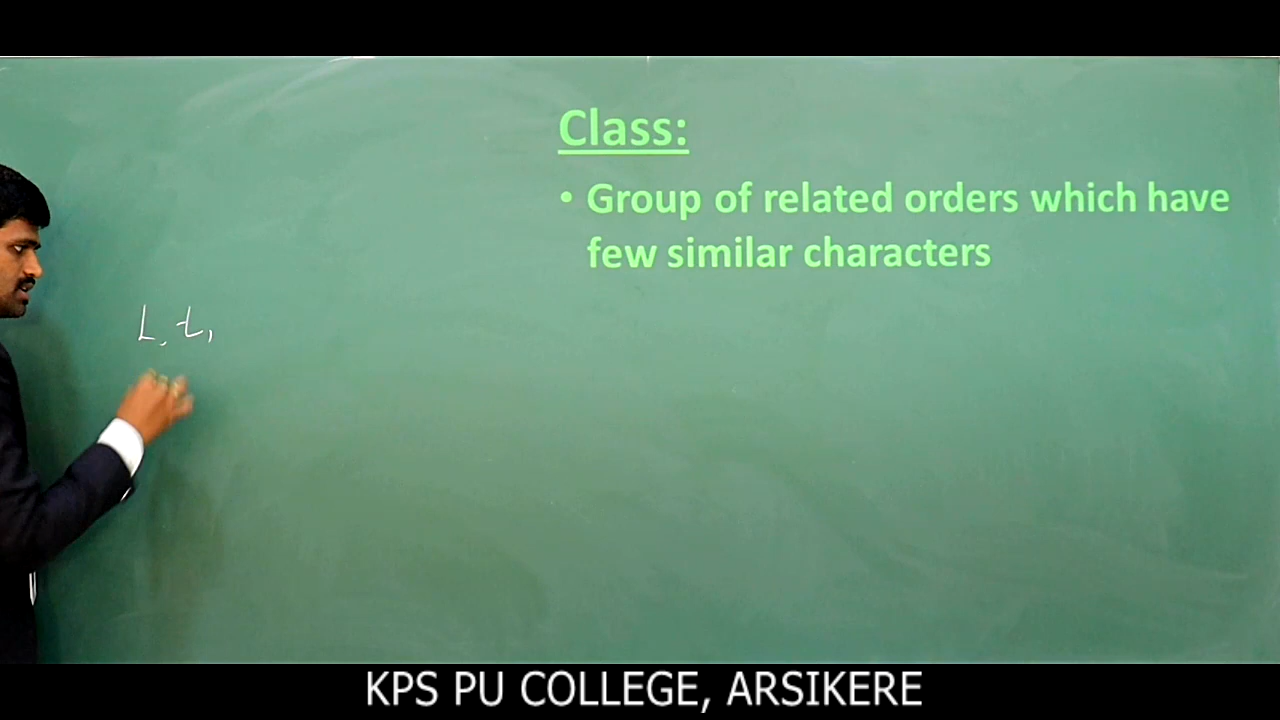 Class:
• Group of related orders which have
few similar characters
L, t,
KPS PU COLLEGE, ARSIKERE